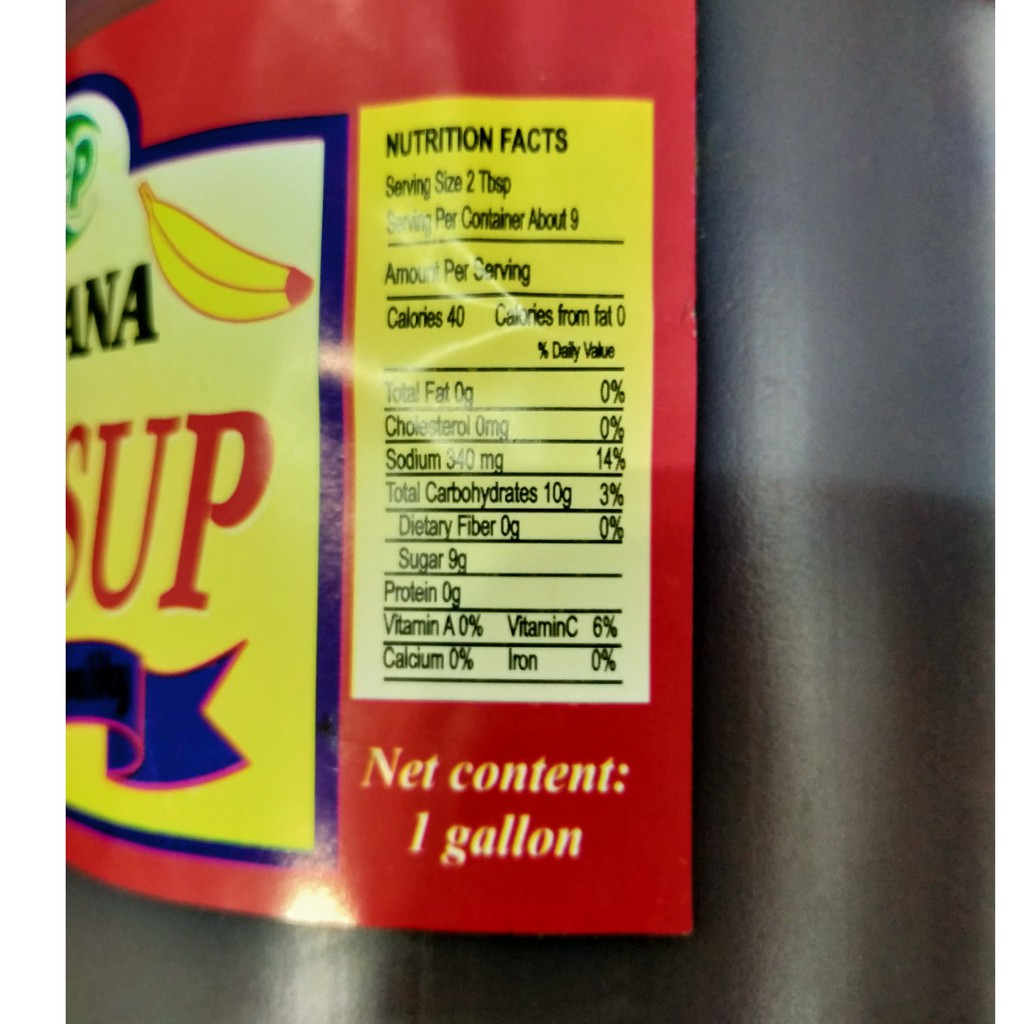 P
ANA
SUP
NUTRITION FACTS
Serving Size 2 Tbsp
Serving Per Container About 9
Amount Per Serving
Calories 40 Calories from fat 0
% Daily Value
Total Fat 0g 0%
Cholesterol 0mg 0%
Sodium 340 mg 14%
Total Carbohydrates 10g 3%
Dietary Fiber 0g 0%
Sugar 9g
Protein 0g
Vitamin A 0% VitaminC 6%
Calcium 0% Iron 0%
Net content:
1 gallon